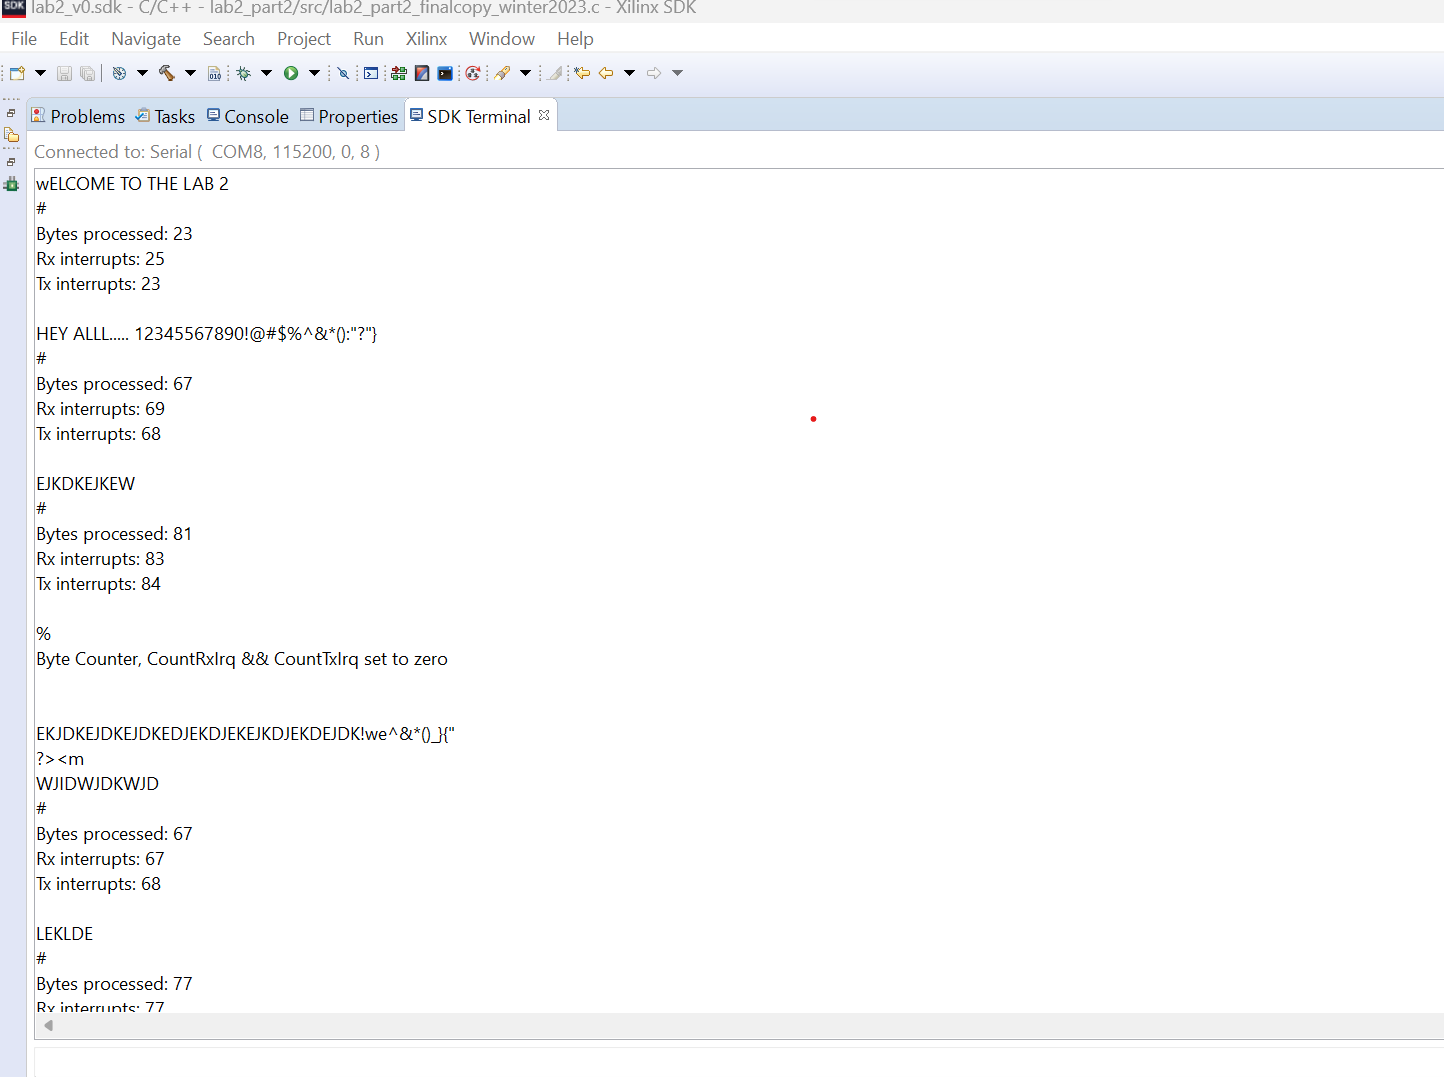 SDK lab2_v0.sdk - C/C++ - lab2_part2/src/lab2_part2_finalcopy_winter2023.c - Xilinx SDK
File Edit Navigate Search Project Run Xilinx Window Help
010
Problems Tasks Console Properties SDK Terminal
Connected to: Serial ( COM8, 115200, 0, 8 )
wELCOME TO THE LAB 2
#
Bytes processed: 23
Rx interrupts: 25
Tx interrupts: 23
HEY ALLL..... 12345567890!@#$%^&*():"?"}
#
Bytes processed: 67
Rx interrupts: 69
Tx interrupts: 68
EJKDKEJKEW
#
Bytes processed: 81
Rx interrupts: 83
Tx interrupts: 84
%
Byte Counter, CountRxIrq && CountTxIrq set to zero
EKJDKEJDKEJDKEDJEKDJEKEJKDJEKDEJDK!we^&*()_}{"
?><m
WJIDWJDKWJD
#
Bytes processed: 67
Rx interrupts: 67
Tx interrupts: 68
LEKLDE
#
Bytes processed: 77
Rx interrupts: 77